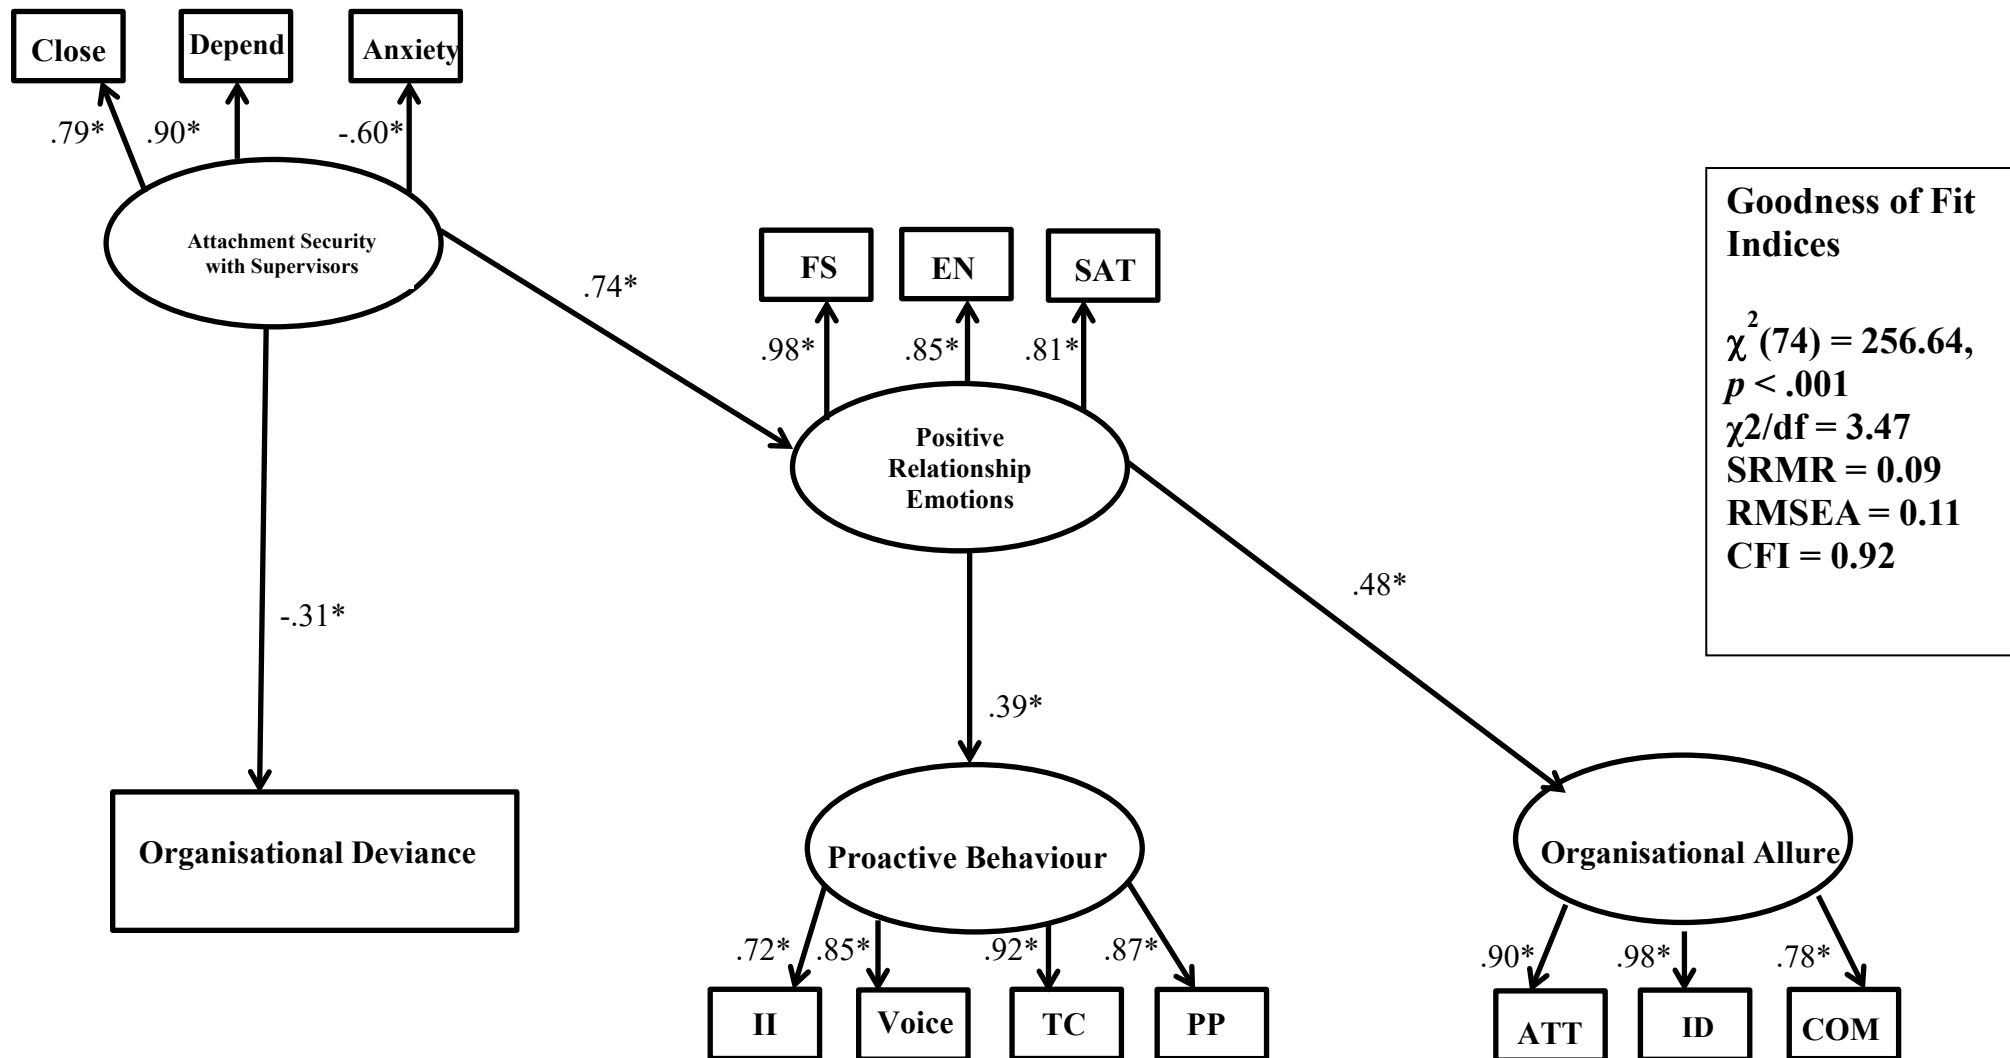 Close
Depend
Anxiety
.79*
.90*
-.60*
Attachment Security
with Supervisors
.74*
FS
EN
SAT
.98*
.85*
.81*
Positive
Relationship
Emotions
Goodness of Fit
Indices
χ²(74) = 256.64,
p < .001
χ2/df = 3.47
SRMR = 0.09
RMSEA = 0.11
CFI = 0.92
-.31*
.39*
.48*
Organisational Deviance
Proactive Behaviour
Organisational Allure
.72*
.85*
.92*
.87*
.90*
.98*
.78*
II
Voice
TC
PP
ATT
ID
COM